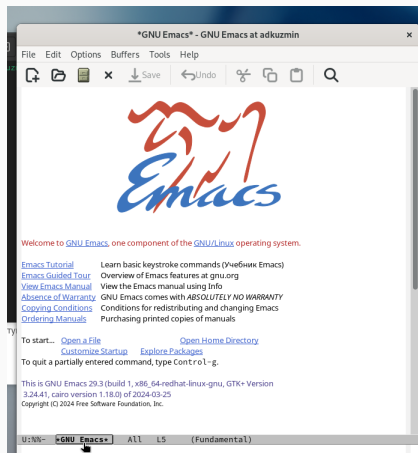 *GNU Emacs* - GNU Emacs at adkuzmin ×
File Edit Options Buffers Tools Help
Save Undo
Emacs
Welcome to GNU Emacs, one component of the GNU/Linux operating system.
Emacs Tutorial Learn basic keystroke commands (Учебник Emacs)
Emacs Guided Tour Overview of Emacs features at gnu.org
View Emacs Manual View the Emacs manual using Info
Absence of Warranty GNU Emacs comes with ABSOLUTELY NO WARRANTY
Copying Conditions Conditions for redistributing and changing Emacs
Ordering Manuals Purchasing printed copies of manuals
To start... Open a File Open Home Directory
Customize Startup Explore Packages
To quit a partially entered command, type Control-g.
This is GNU Emacs 29.3 (build 1, x86_64-redhat-linux-gnu, GTK+ Version
3.24.41, cairo version 1.18.0) of 2024-03-25
Copyright (C) 2024 Free Software Foundation, Inc.
U:%%- *GNU Emacs* All L5 (Fundamental)